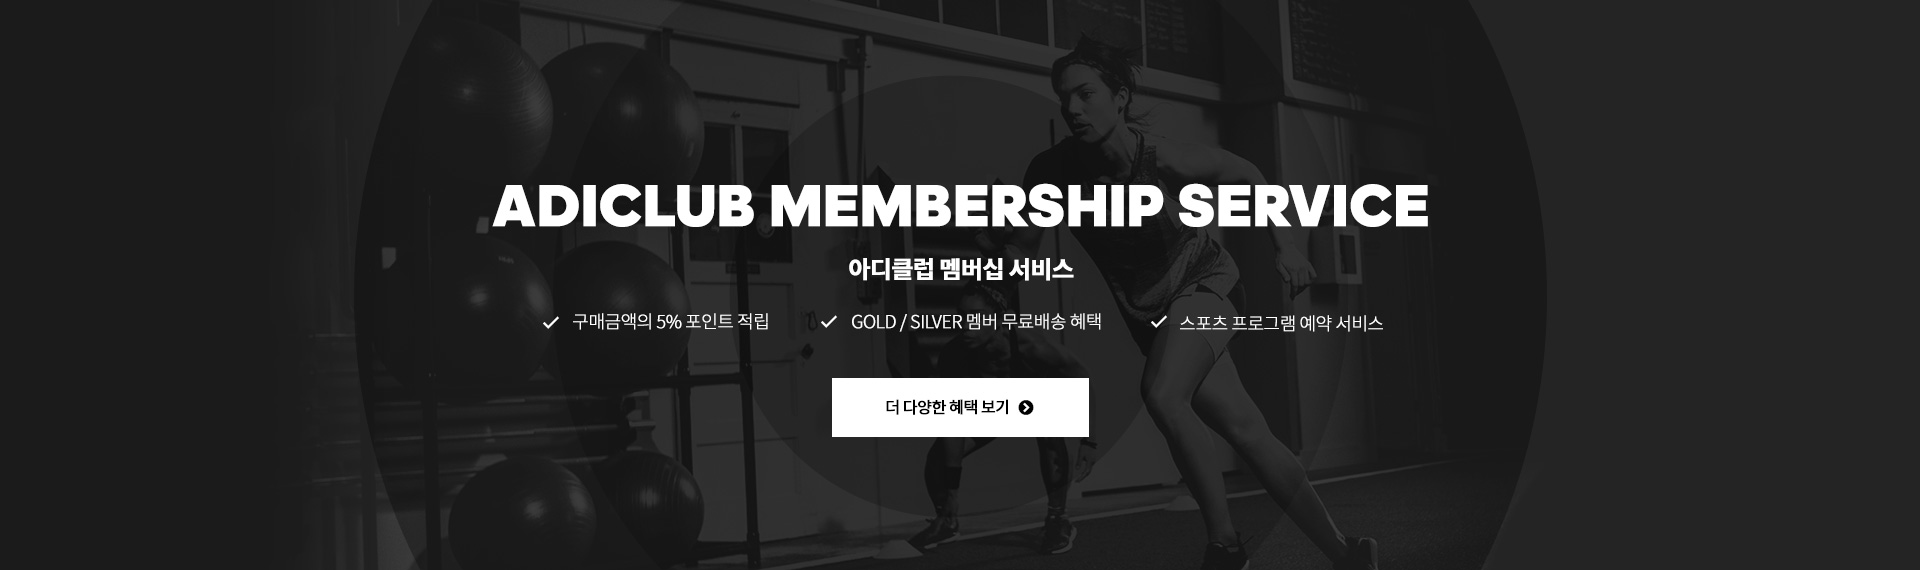 ADICLUB MEMBERSHIP SERVICE
아디클럽 멤버십 서비스
구매금액의 5% 포인트 적립
GOLD / SILVER 멤버 무료배송 혜택
스포츠 프로그램 예약 서비스
더 다양한 혜택 보기